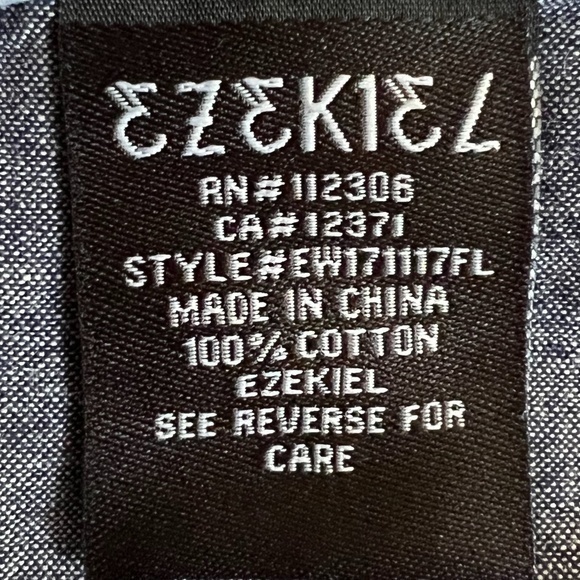 EZEKIEL
RN#112306
CA#12371
STYLE#EW171117FL
MADE IN CHINA
100% COTTON
EZEKIEL
SEE REVERSE FOR
CARE